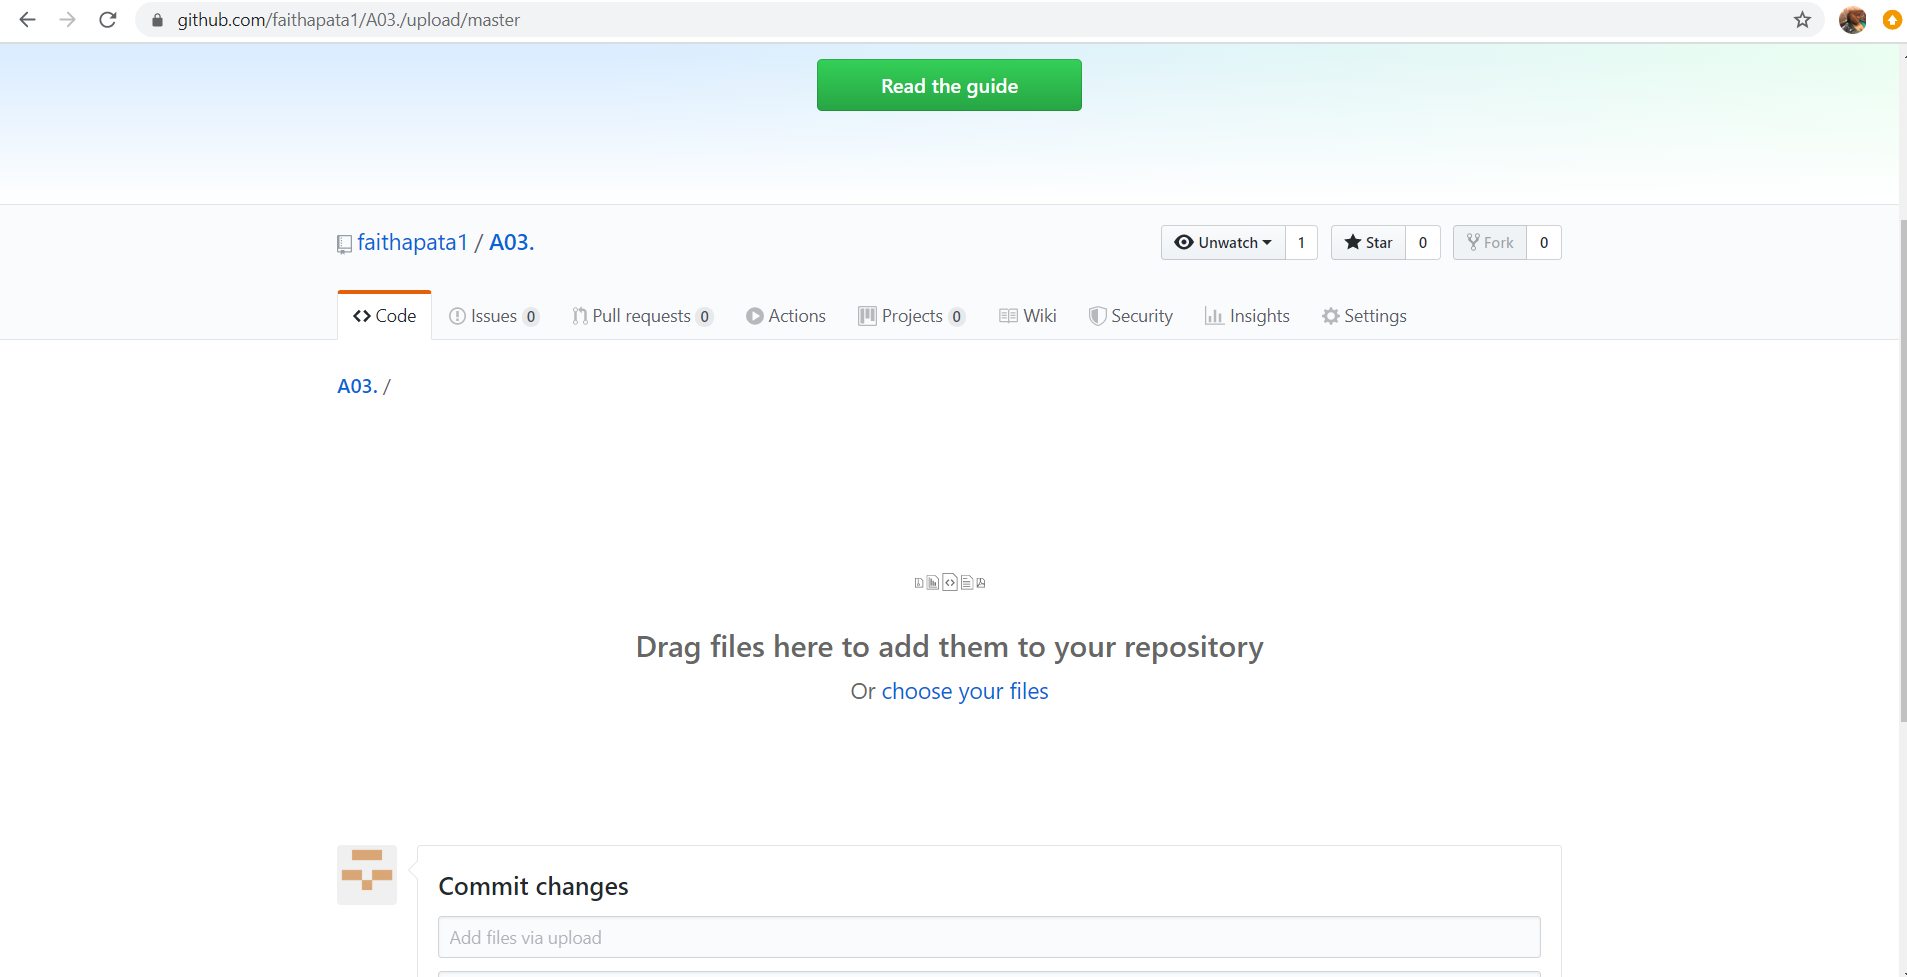 github.com/faithapata1/A03./upload/master
Read the guide
faithapata1 / A03.
Unwatch 1 Star 0 Fork 0
Code Issues 0 Pull requests 0 Actions Projects 0 Wiki Security Insights Settings
A03. /
Drag files here to add them to your repository
Or choose your files
Commit changes
Add files via upload